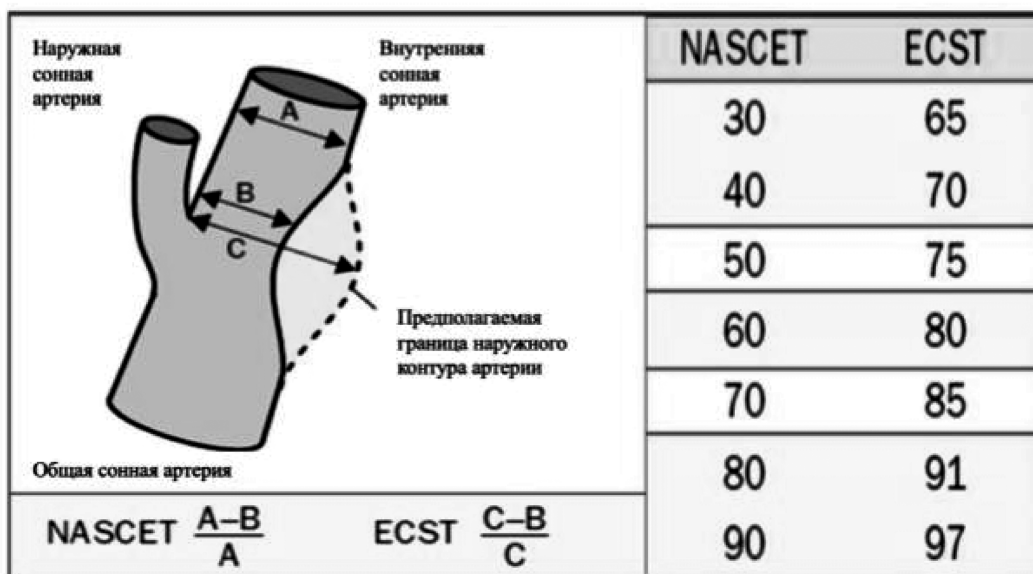 Наружная
сонная
артерия
Внутренняя
сонная
артерия
A
B
C
Предполагаемая
граница наружного
контура артерии
Общая сонная артерия
NASCET A–B
A
ECST C–B
C
NASCET ECST
30 65
40 70
50 75
60 80
70 85
80 91
90 97